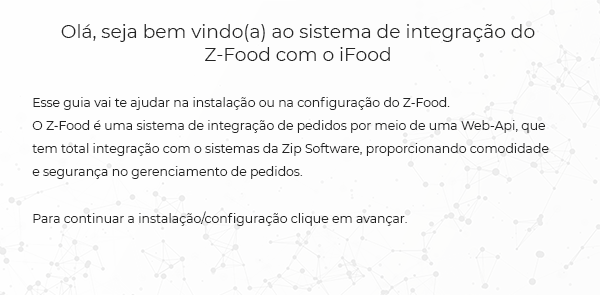 Olá, seja bem vindo(a) ao sistema de integração do
Z-Food com o iFood
Esse guia vai te ajudar na instalação ou na configuração do Z-Food.
O Z-Food é uma sistema de integração de pedidos por meio de uma Web-Api, que
tem total integração com o sistemas da Zip Software, proporcionando comodidade
e segurança no gerenciamento de pedidos.
Para continuar a instalação/configuração clique em avançar.